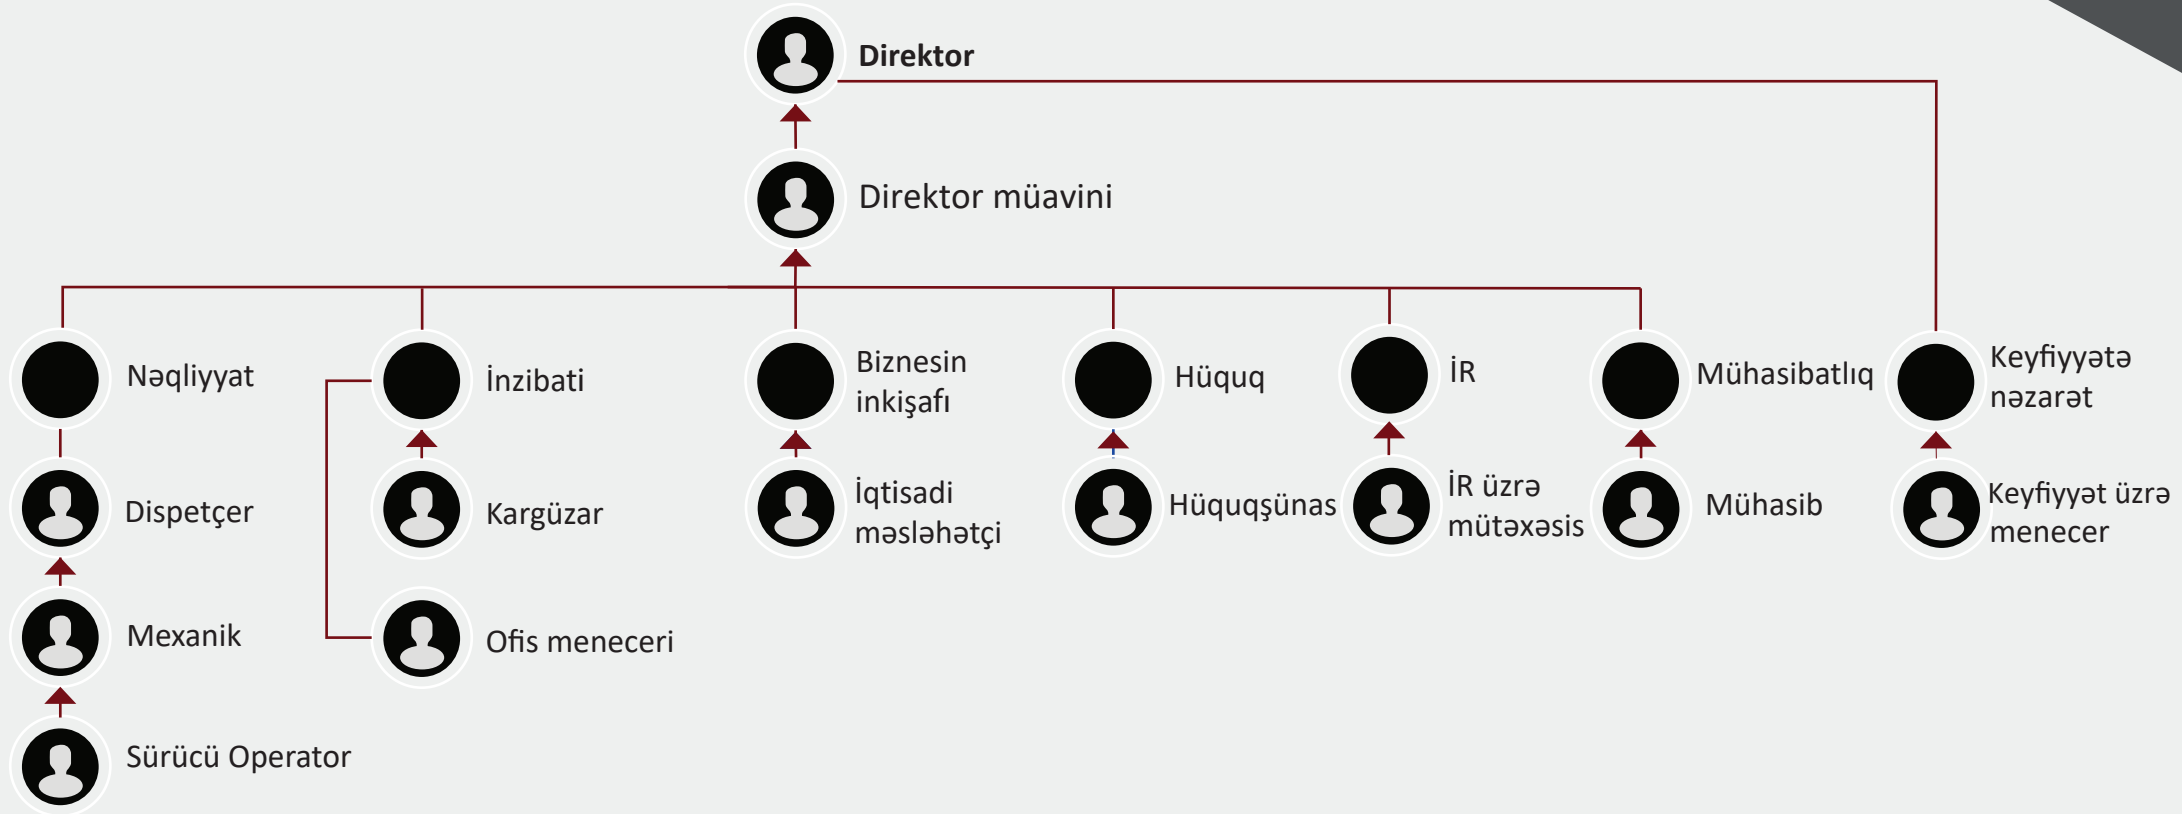 Direktor
Direktor müavini
Nəqliyyat
İnzibati
Biznesin
inkişafı
Hüquq
İR
Mühasibatlıq
Keyfiyyətə
nəzarət
Dispetçer
Kargüzar
İqtisadi
məsləhətçi
Hüquqşünas
İR üzrə
mütəxəsis
Mühasib
Keyfiyyət üzrə
menecer
Mexanik
Ofis meneceri
Sürücü Operator